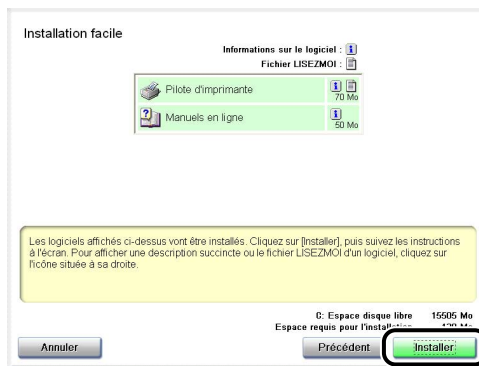 Installation facile
Informations sur le logiciel :
Fichier LISEZMOI :
Pilote d'imprimante
70 Mo
Manuels en ligne
50 Mo
Les logiciels affichés ci-dessus vont être installés. Cliquez sur [Installer], puis suivez les instructions
à l'écran. Pour afficher une description succincte ou le fichier LISEZMOI d'un logiciel, cliquez sur
l'icône située à sa droite.
C: Espace disque libre 15505 Mo
Espace requis pour l'installation Mo
Annuler
Précédent
Installer